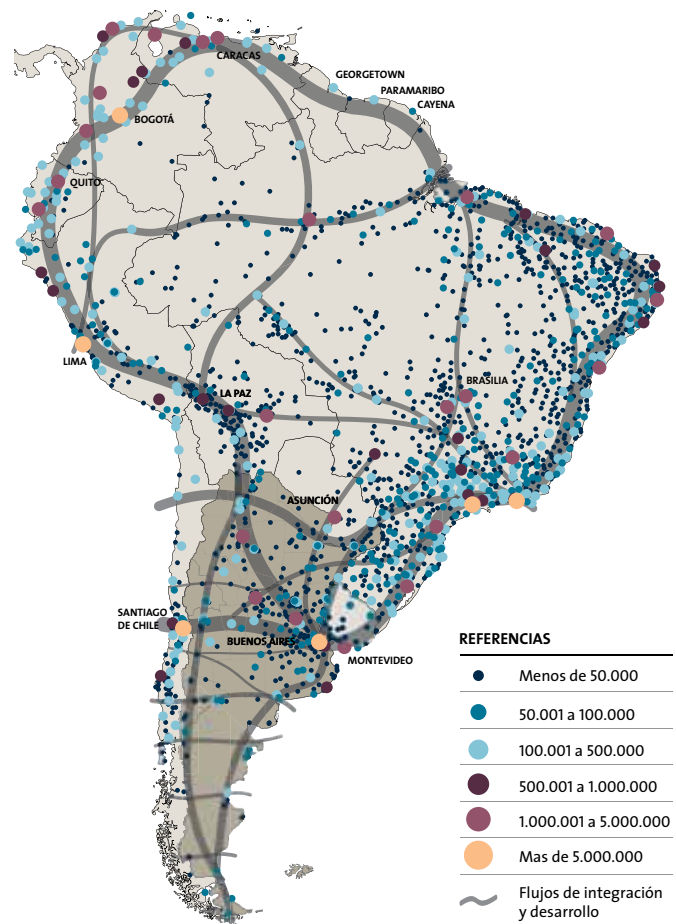 CARACAS
GEORGETOWN
PARAMARIBO
CAYENA
BOGOTÁ
QUITO
LIMA
LA PAZ
BRASILIA
ASUNCIÓN
SANTIAGO
DE CHILE
BUENOS AIRES
MONTEVIDEO
REFERENCIAS
Menos de 50.000
50.001 a 100.000
100.001 a 500.000
500.001 a 1.000.000
1.000.001 a 5.000.000
Mas de 5.000.000
Flujos de integración
y desarrollo